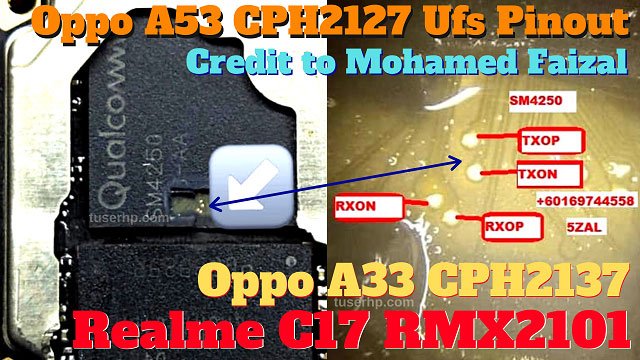 Oppo A53 CPH2127 Ufs Pinout
Credit to Mohamed Faizal
Qualcomm
SM4250
tuserhp.com
SM4250
TXOP
TXON
+60169744558
RXON
RXOP
5ZAL
Oppo A33 CPH2137
tuserhp.com
Realme C17 RMX2101